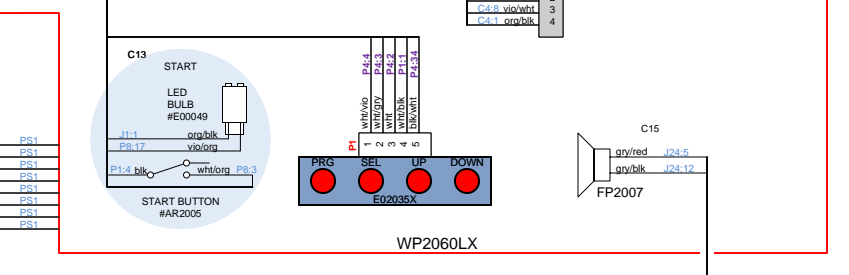 C4:8 vio/wht 3
C4:1 org/blk 4
C13
START
LED
BULB
#E00049
J1:1 org/blk
P8:17 vio/org
P1:4 blk wht/org P8:3
START BUTTON
#AR2005
PS1
PS1
PS1
PS1
PS1
PS1
PS1
PS1
P4:4 P4:3 P4:2 P1:1 P4:34
wht/vio wht/gry wht wht/blk blk/wht
P1 1 2 3 4 5
PRG SEL UP DOWN
E02035X
WP2060LX
C15
gry/red J24:5
gry/blk J24:12
FP2007